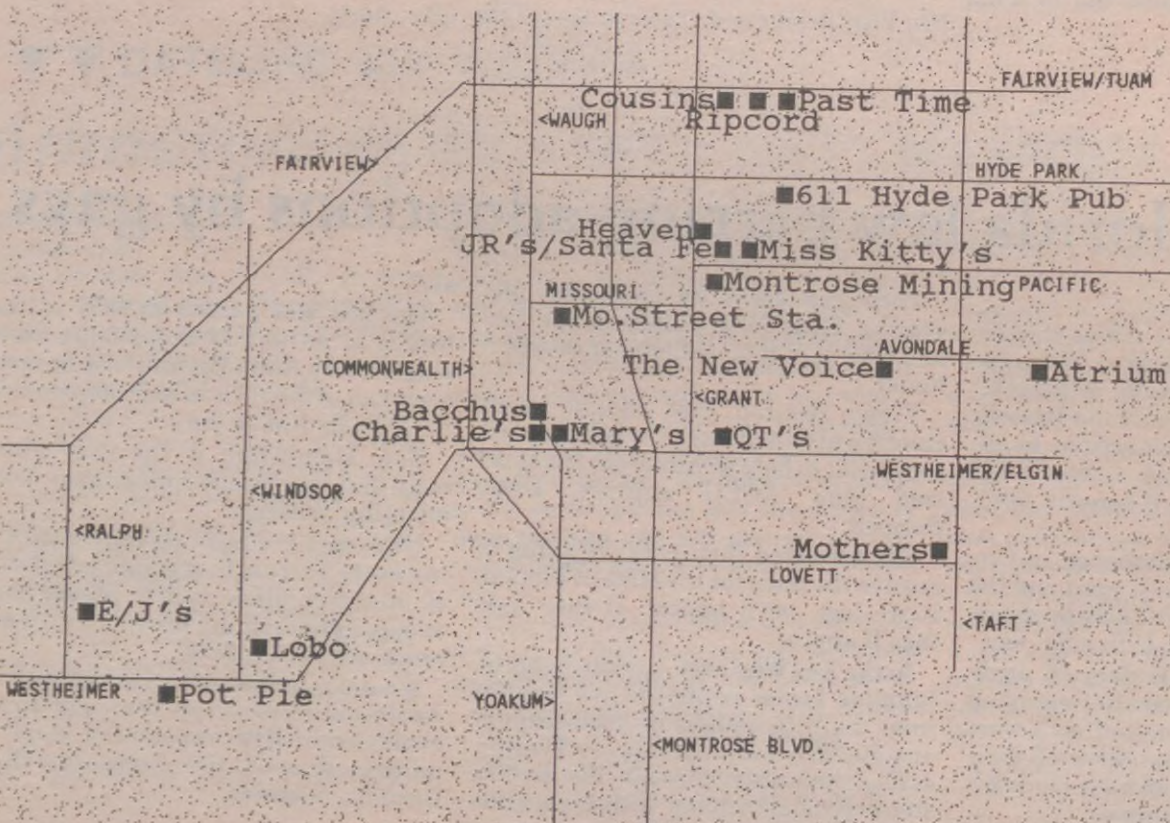 FAIRVIEW/TUAM
Cousins■ ■ ■Past Time
<WAUGH
Ripcord
FAIRVIEW>
HYDE PARK
■611 Hyde Park Pub
Heaven■
JR's/Santa Fe■ ■Miss Kitty's
■Montrose Mining
PACIFIC
MISSOURI
■Mo.Street Sta.
AVONDALE
COMMONWEALTH>
The New Voice■
■Atrium
<GRANT
Bacchus■
Charlie's■ ■Mary's
■QT's
WESTHEIMER/ELGIN
<WINDSOR
<RALPH
Mothers■
LOVETT
■E/J's
<TAFT
■Lobo
WESTHEIMER
■Pot Pie
YOAKUM>
<MONTROSE BLVD.